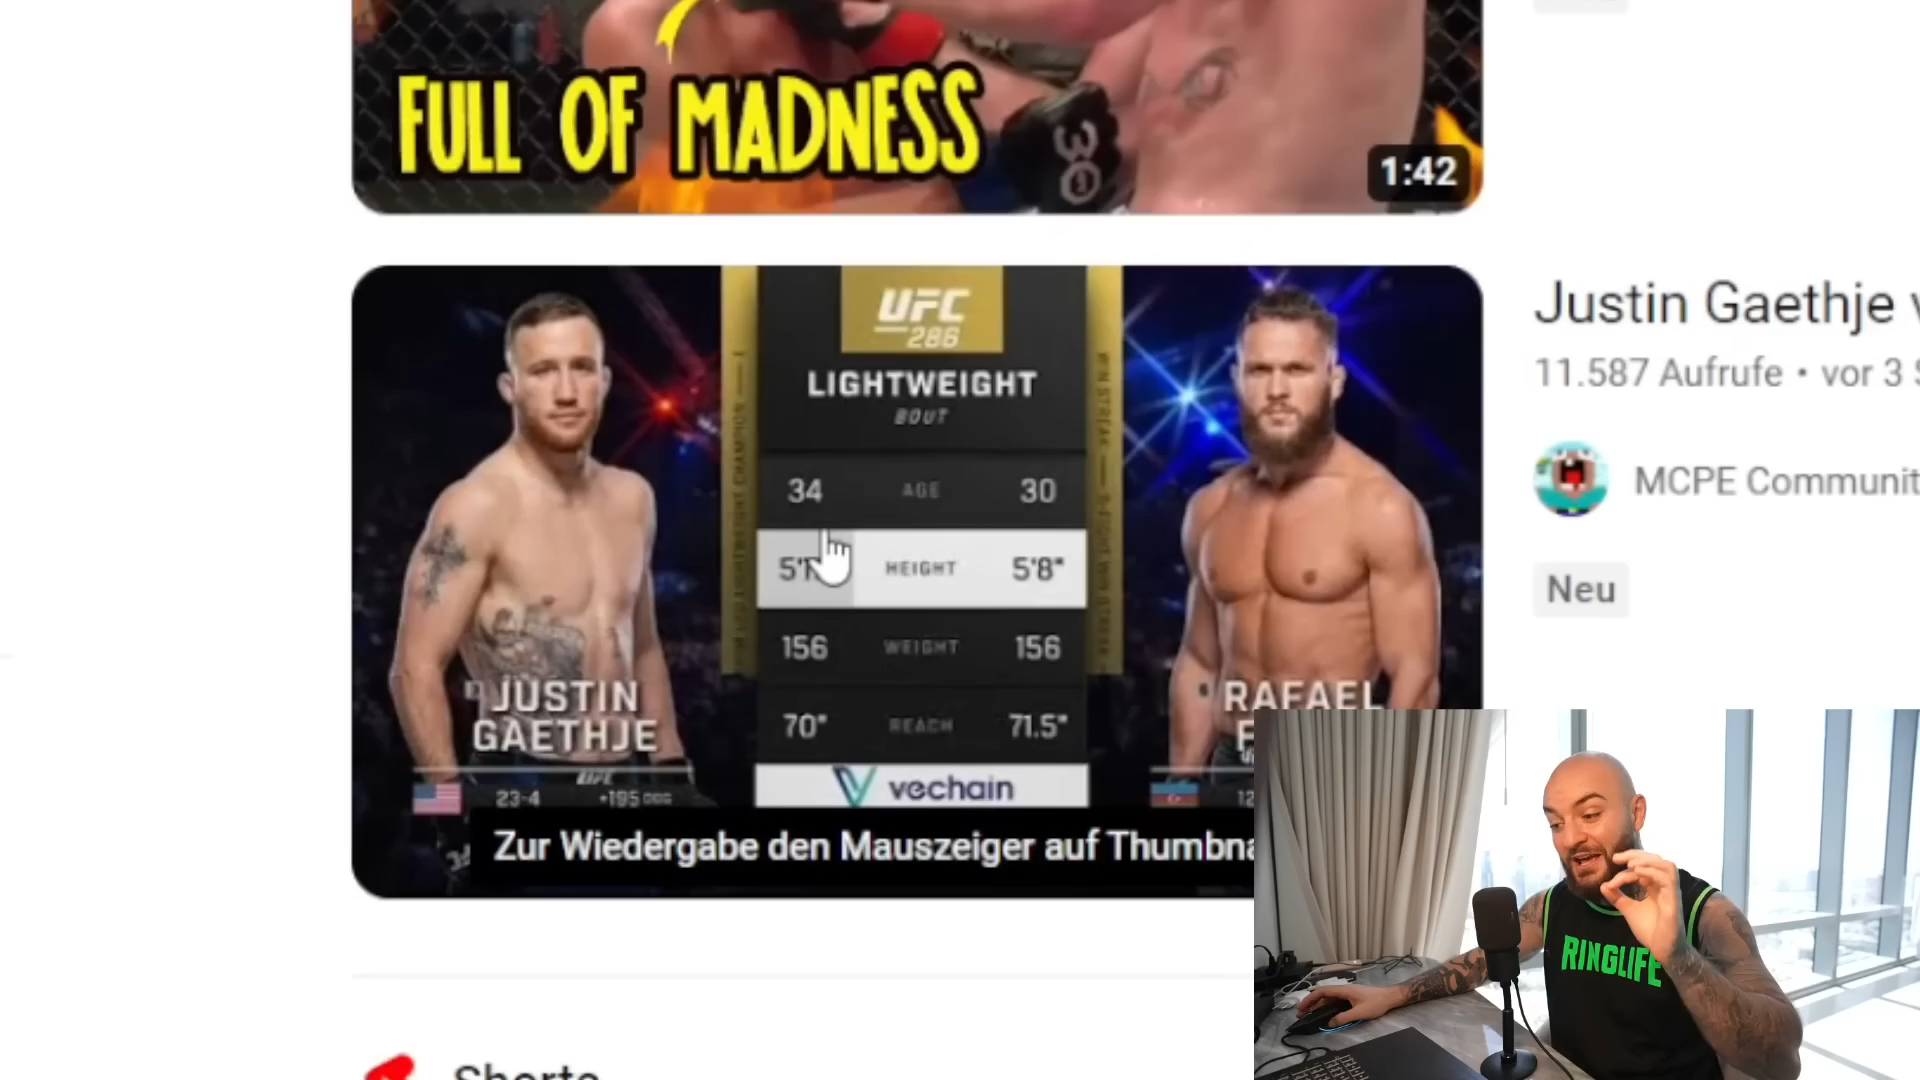 FULL OF MADNESS
1:42
UFC
286
LIGHTWEIGHT
BOUT
34 AGE 30
HEIGHT 5'8"
156 WEIGHT 156
70" REACH 71.5"
vechain
JUSTIN
GAETHJE
23-4 +195
RAFAEL
Zur Wiedergabe den Mauszeiger auf
Justin Gaethje
11.587 Aufrufe • vor 3
MCPE
Neu
Shorts
RINGLIFE